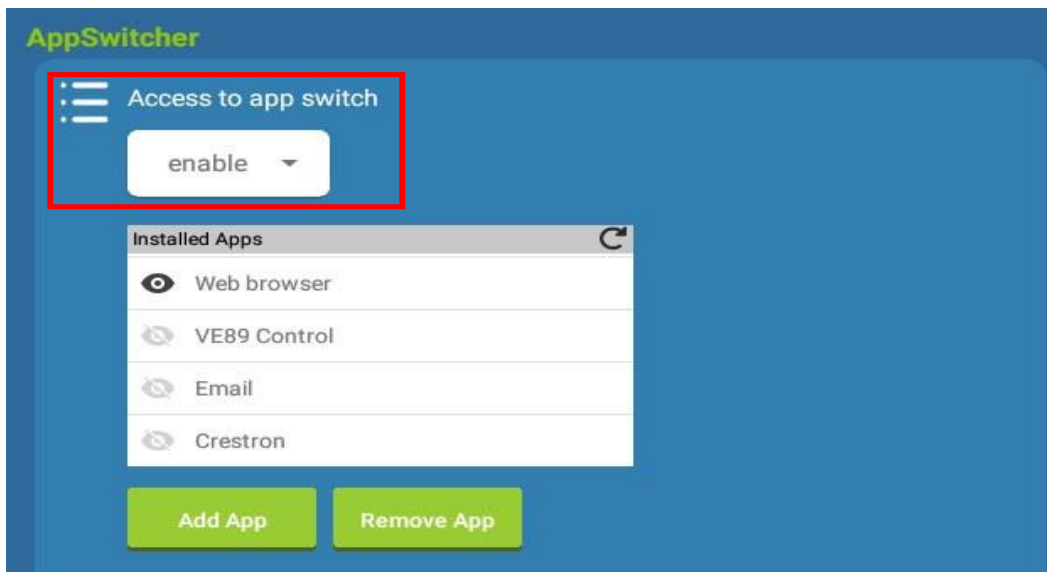 AppSwitcher
Access to app switch
enable
Installed Apps
Web browser
VE89 Control
Email
Crestron
Add App Remove App